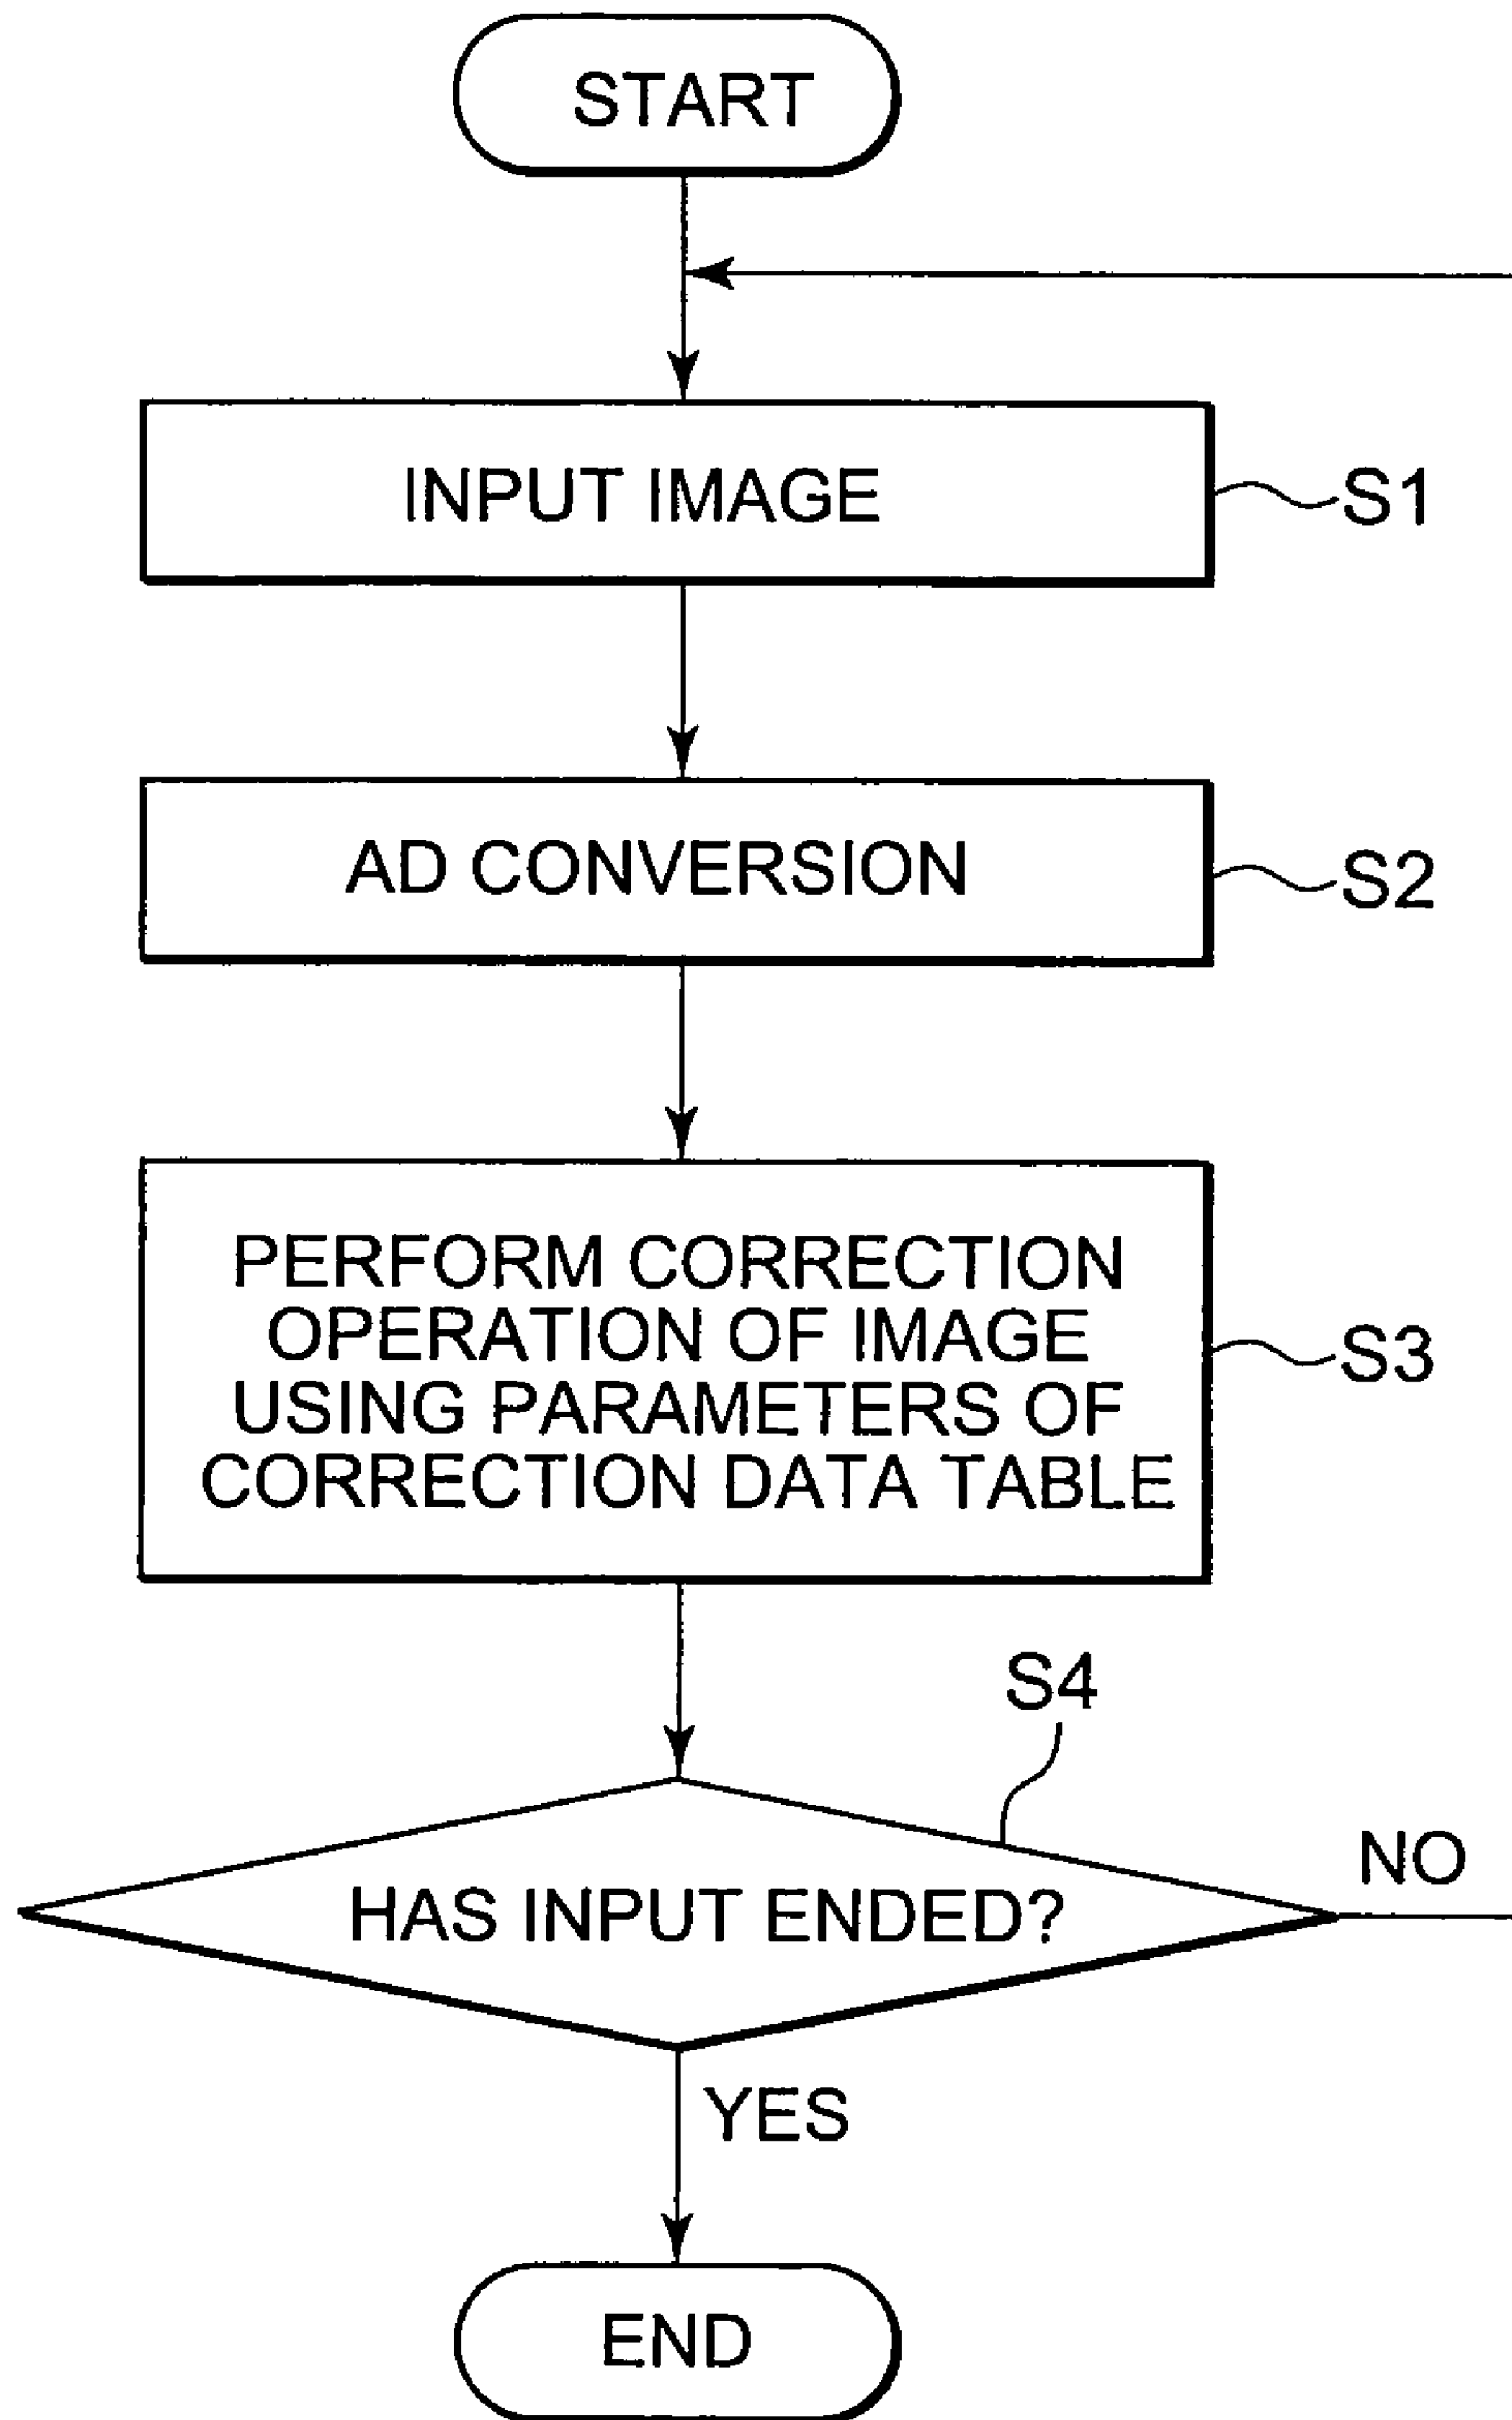 START
INPUT IMAGE
S1
AD CONVERSION
S2
PERFORM CORRECTION
OPERATION OF IMAGE
USING PARAMETERS OF
CORRECTION DATA TABLE
S3
S4
HAS INPUT ENDED?
NO
YES
END